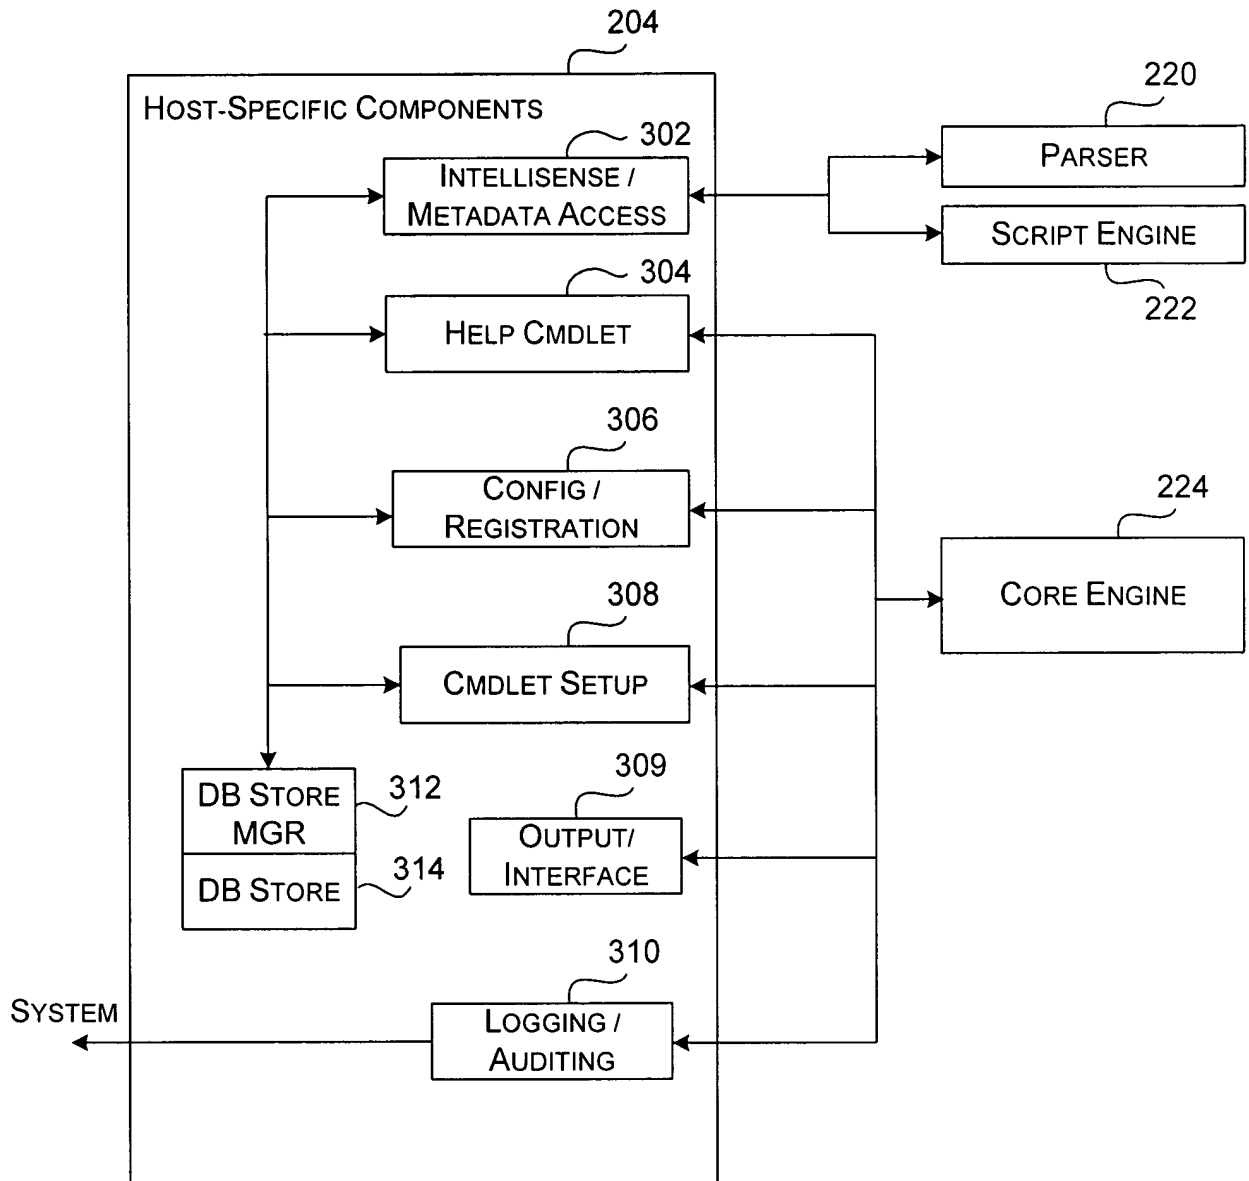 204
HOST-SPECIFIC COMPONENTS
302
INTELLISENSE /
METADATA ACCESS
220
PARSER
SCRIPT ENGINE
222
304
HELP CMDLET
306
CONFIG /
REGISTRATION
224
CORE ENGINE
308
CMDLET SETUP
DB STORE
MGR
312
DB STORE
314
309
OUTPUT/
INTERFACE
310
LOGGING /
AUDITING
SYSTEM